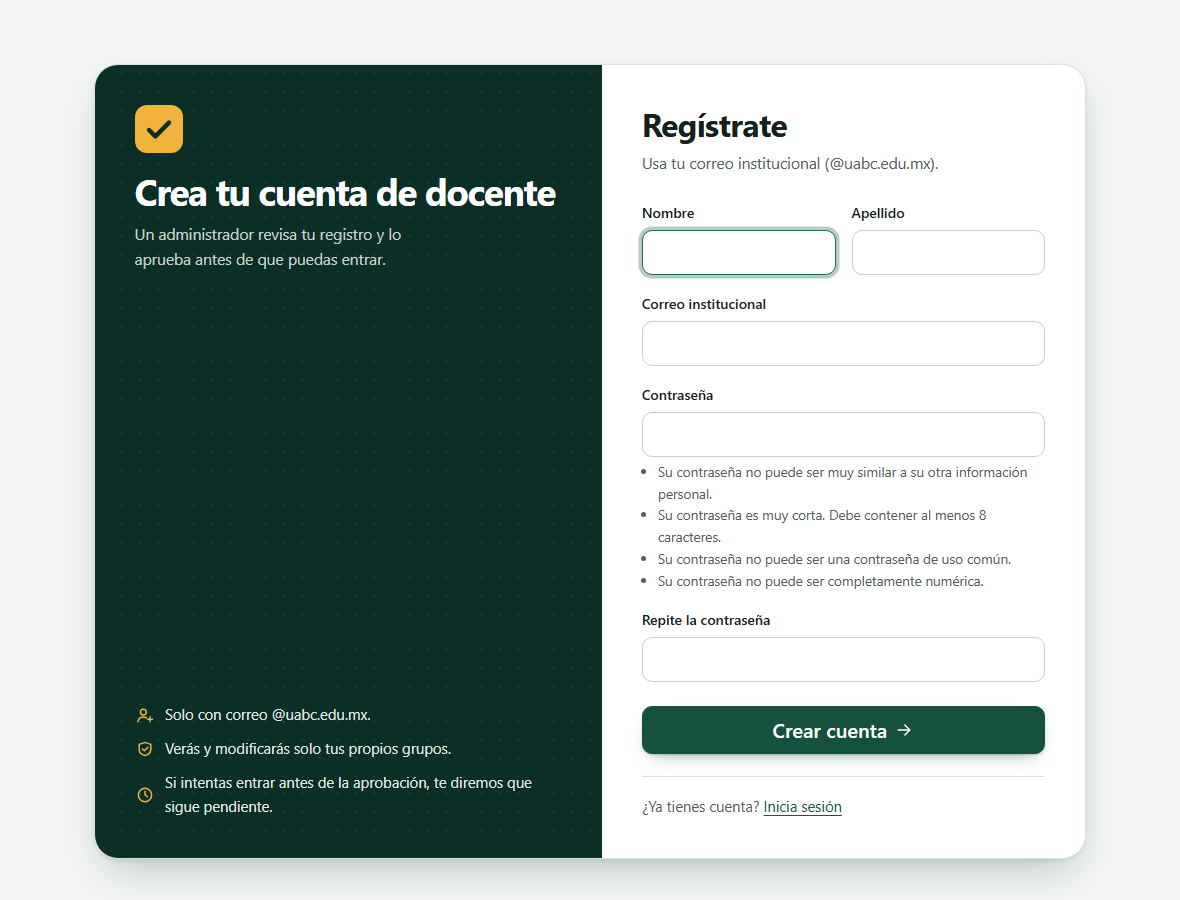 Crea tu cuenta de docente
Un administrador revisa tu registro y lo
aprueba antes de que puedas entrar.
Solo con correo @uabc.edu.mx.
Verás y modificarás solo tus propios grupos.
Si intentas entrar antes de la aprobación, te diremos que
sigue pendiente.
Regístrate
Usa tu correo institucional (@uabc.edu.mx).
Nombre
Apellido
Correo institucional
Contraseña
Su contraseña no puede ser muy similar a su otra información
personal.
Su contraseña es muy corta. Debe contener al menos 8
caracteres.
Su contraseña no puede ser una contraseña de uso común.
Su contraseña no puede ser completamente numérica.
Repite la contraseña
Crear cuenta →
¿Ya tienes cuenta? Inicia sesión